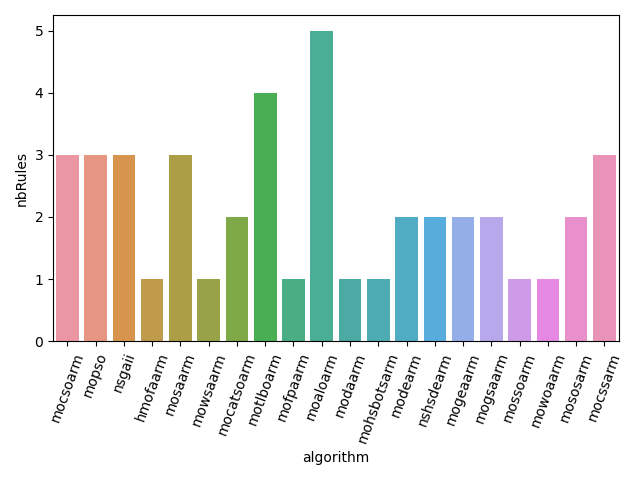 nbRules
5
4
3
2
1
0
mocsoarm
mopso
nsgaii
hmofaarm
mosaarm
mowsaarm
mocatsoarm
motlboarm
mofpaarm
moaloarm
modaarm
mohsbotsarm
modearm
nshsdearm
mogeaarm
mogsaarm
mossoarm
mowoaarm
mososarm
mocssarm
algorithm